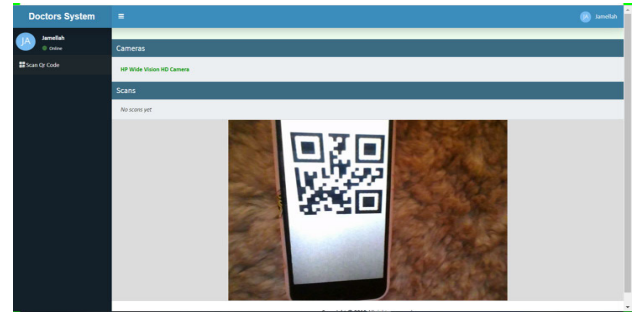 Doctors System
JA Jamellah
JA Jamellah
Online
Scan Qr Code
Cameras
HP Wide Vision HD Camera
Scans
No scans yet